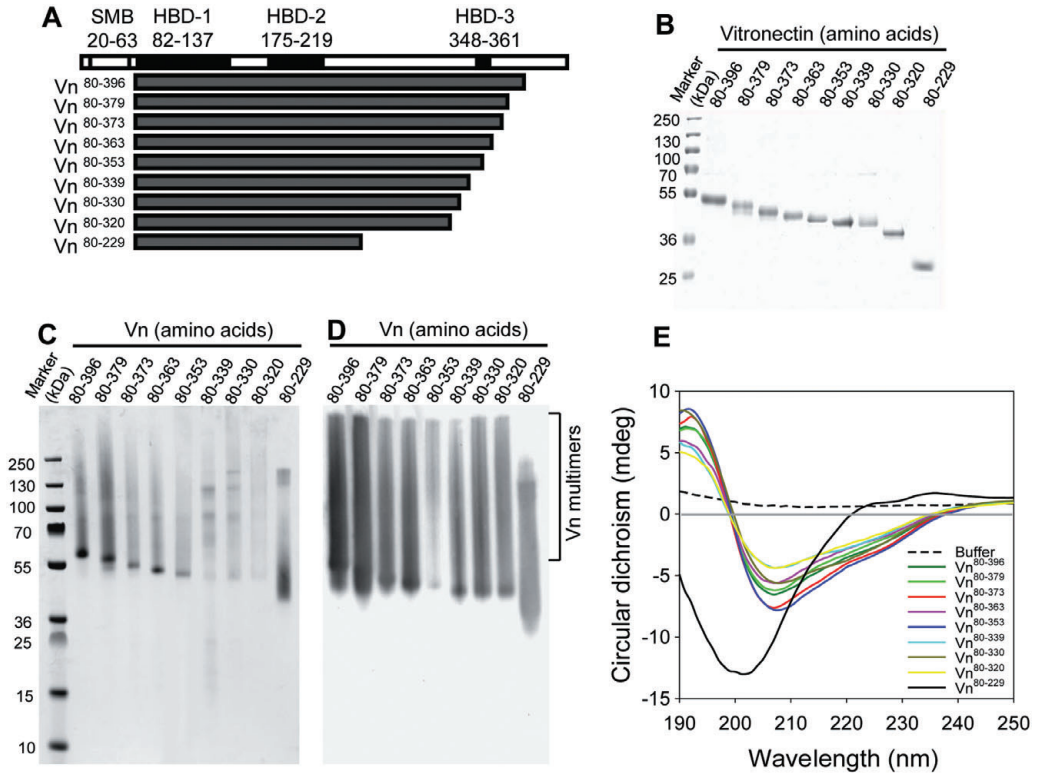 A
SMB HBD-1 HBD-2 HBD-3
20-63 82-137 175-219 348-361
Vn 80-396
Vn 80-379
Vn 80-373
Vn 80-363
Vn 80-353
Vn 80-339
Vn 80-330
Vn 80-320
Vn 80-229
B
Vitronectin (amino acids)
Marker (kDa)
80-396
80-379
80-373
80-363
80-353
80-339
80-330
80-320
80-229
250
130
100
70
55
36
25
C
Vn (amino acids)
Marker (kDa)
80-396
80-379
80-373
80-363
80-353
80-339
80-330
80-320
80-229
250
130
100
70
55
36
25
15
10
D
Vn (amino acids)
80-396
80-379
80-373
80-363
80-353
80-339
80-330
80-320
80-229
Vn multimers
E
Circular dichroism (mdeg)
10
5
0
-5
-10
-15
Buffer
Vn80-396
Vn80-379
Vn80-373
Vn80-363
Vn80-353
Vn80-339
Vn80-330
Vn80-320
Vn80-229
190 200 210 220 230 240 250
Wavelength (nm)